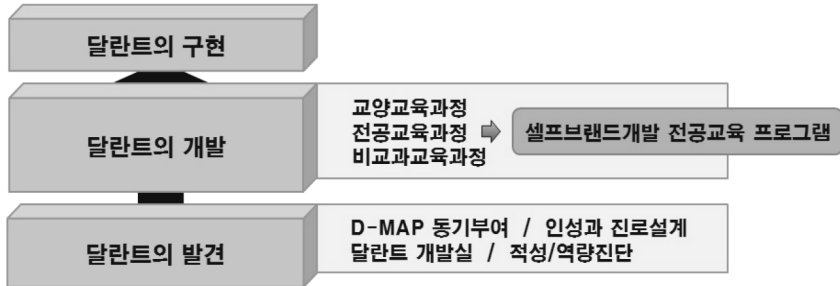 달란트의 구현
달란트의 개발
교양교육과정
전공교육과정
비교과교육과정
셀프브랜드개발 전공교육 프로그램
달란트의 발견
D-MAP 동기부여 / 인성과 진로설계
달란트 개발실 / 적성/역량진단